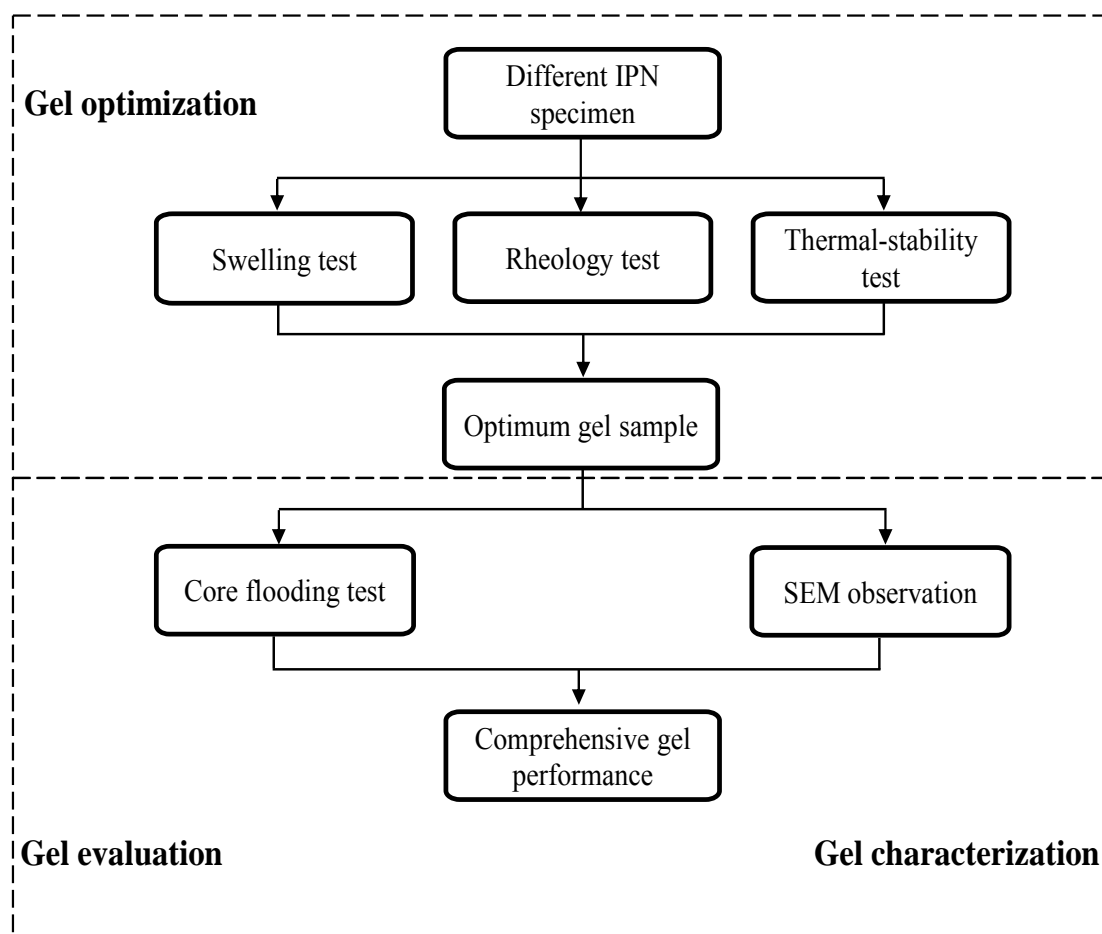 Different IPN
specimen
Gel optimization
Swelling test
Rheology test
Thermal-stability
test
Optimum gel sample
Core flooding test
SEM observation
Comprehensive gel
performance
Gel evaluation
Gel characterization